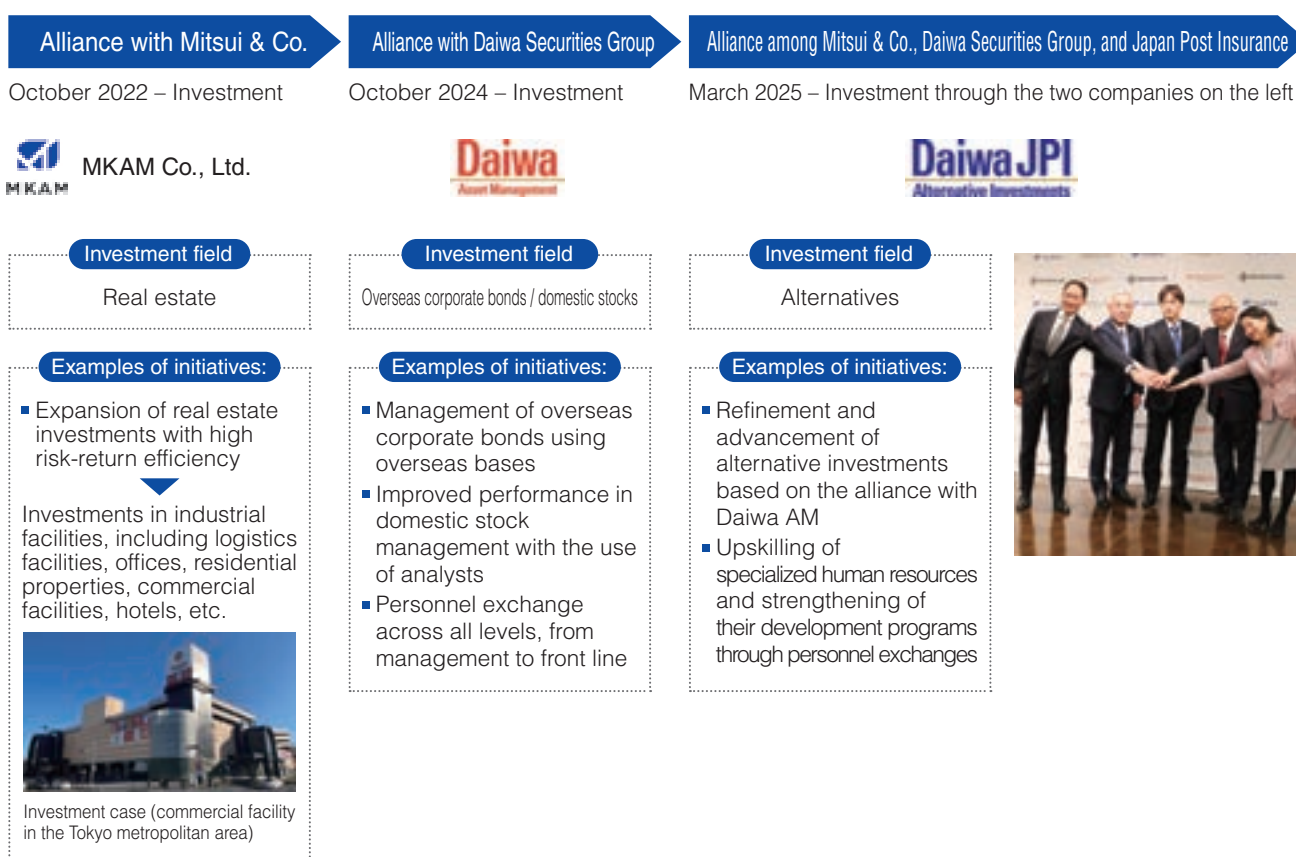 Alliance with Mitsui & Co.
Alliance with Daiwa Securities Group
Alliance among Mitsui & Co., Daiwa Securities Group, and Japan Post Insurance
October 2022 – Investment
October 2024 – Investment
March 2025 – Investment through the two companies on the left
MKAM
MKAM Co., Ltd.
Daiwa
Asset Management
Daiwa JPI
Alternative Investments
Investment field
Real estate
Examples of initiatives:
▪ Expansion of real estate
investments with high
risk-return efficiency
Investments in industrial
facilities, including logistics
facilities, offices, residential
properties, commercial
facilities, hotels, etc.
Investment case (commercial facility
in the Tokyo metropolitan area)
Investment field
Overseas corporate bonds / domestic stocks
Examples of initiatives:
▪ Management of overseas
corporate bonds using
overseas bases
▪ Improved performance in
domestic stock
management with the use
of analysts
▪ Personnel exchange
across all levels, from
management to front line
Investment field
Alternatives
Examples of initiatives:
▪ Refinement and
advancement of
alternative investments
based on the alliance with
Daiwa AM
▪ Upskilling of
specialized human resources
and strengthening of
their development programs
through personnel exchanges